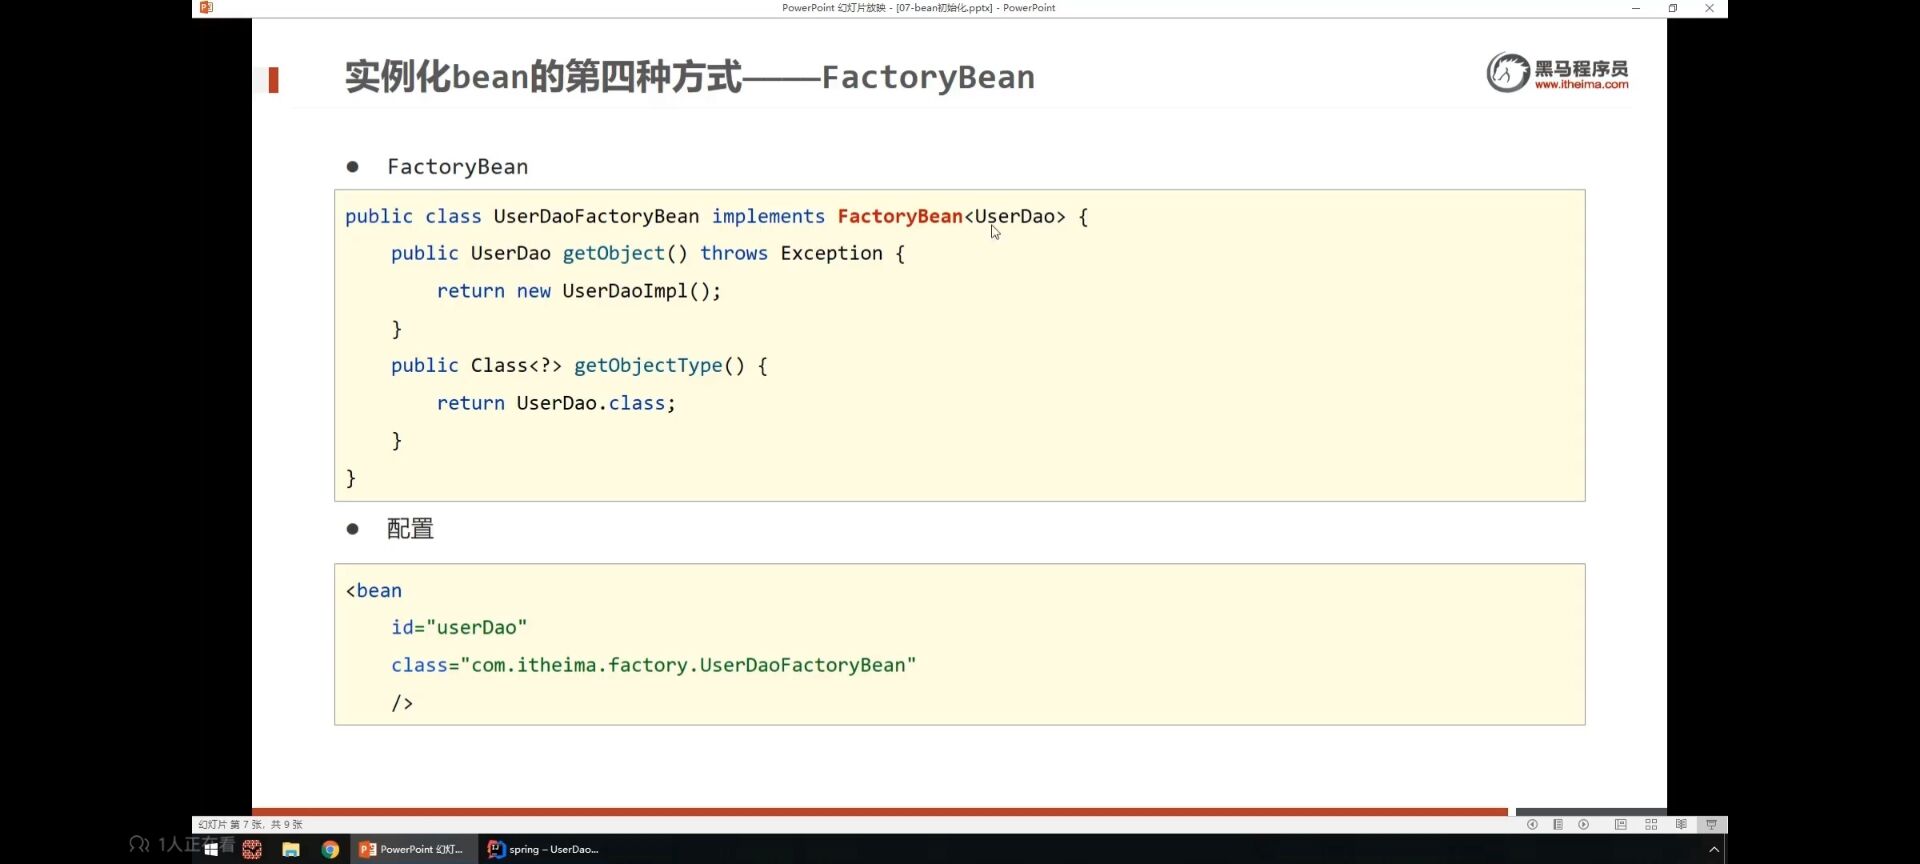 PowerPoint 幻灯片放映 - [07-bean初始化.pptx] - PowerPoint
实例化bean的第四种方式————FactoryBean
黑马程序员
www.itheima.com
● FactoryBean
public class UserDaoFactoryBean implements FactoryBean<UserDao> {
    public UserDao getObject() throws Exception {
        return new UserDaoImpl();
    }
    public Class<?> getObjectType() {
        return UserDao.class;
    }
}
● 配置
<bean
    id="userDao"
    class="com.itheima.factory.UserDaoFactoryBean"
    />
幻灯片 第 7 张，共 9 张
1人正在看
PowerPoint 幻灯...
spring – UserDao...